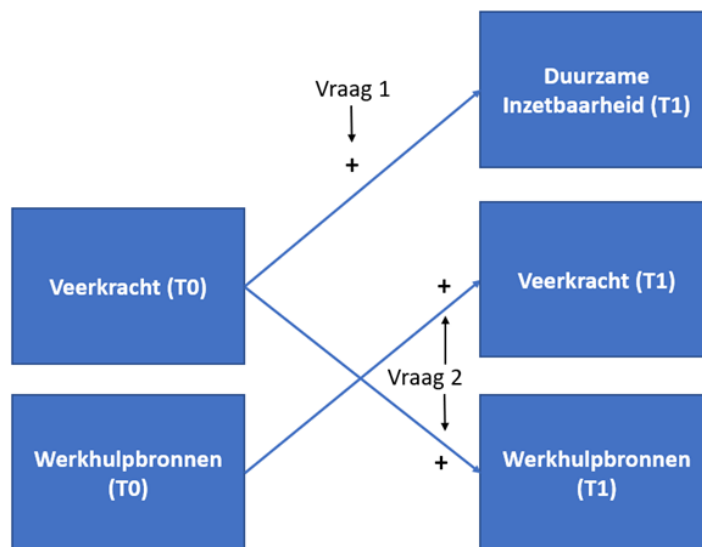 Duurzame
Inzetbaarheid (T1)
Vraag 1
+
Veerkracht (T0)
Veerkracht (T1)
+
Vraag 2
Werkhulpbronnen
(T0)
Werkhulpbronnen
(T1)
+